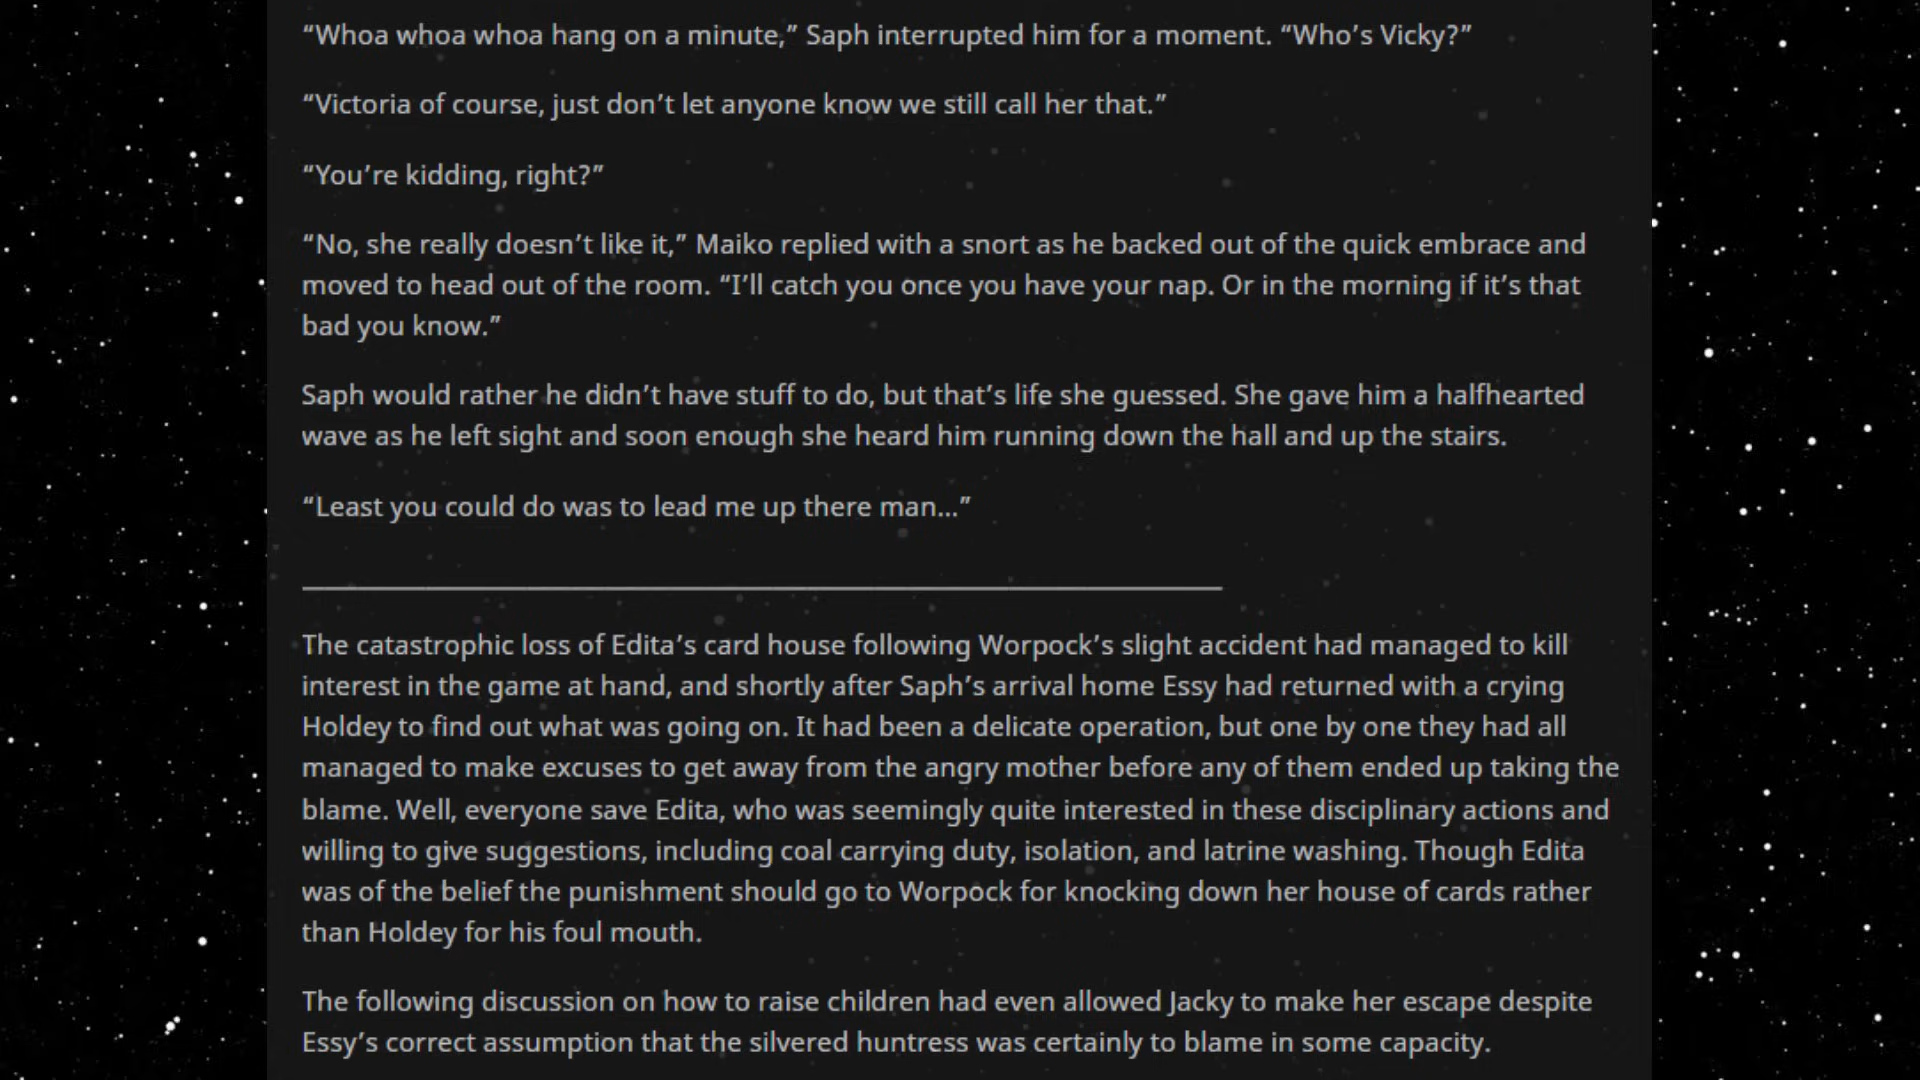 “Whoa whoa whoa hang on a minute,” Saph interrupted him for a moment. “Who’s Vicky?”
“Victoria of course, just don’t let anyone know we still call her that.”
“You’re kidding, right?”
“No, she really doesn’t like it,” Maiko replied with a snort as he backed out of the quick embrace and
moved to head out of the room. “I’ll catch you once you have your nap. Or in the morning if it’s that
bad you know.”
Saph would rather he didn’t have stuff to do, but that’s life she guessed. She gave him a halfhearted
wave as he left sight and soon enough she heard him running down the hall and up the stairs.
“Least you could do was to lead me up there man…”
The catastrophic loss of Edita’s card house following Worpock’s slight accident had managed to kill
interest in the game at hand, and shortly after Saph’s arrival home Essy had returned with a crying
Holdey to find out what was going on. It had been a delicate operation, but one by one they had all
managed to make excuses to get away from the angry mother before any of them ended up taking the
blame. Well, everyone save Edita, who was seemingly quite interested in these disciplinary actions and
willing to give suggestions, including coal carrying duty, isolation, and latrine washing. Though Edita
was of the belief the punishment should go to Worpock for knocking down her house of cards rather
than Holdey for his foul mouth.
The following discussion on how to raise children had even allowed Jacky to make her escape despite
Essy’s correct assumption that the silvered huntress was certainly to blame in some capacity.